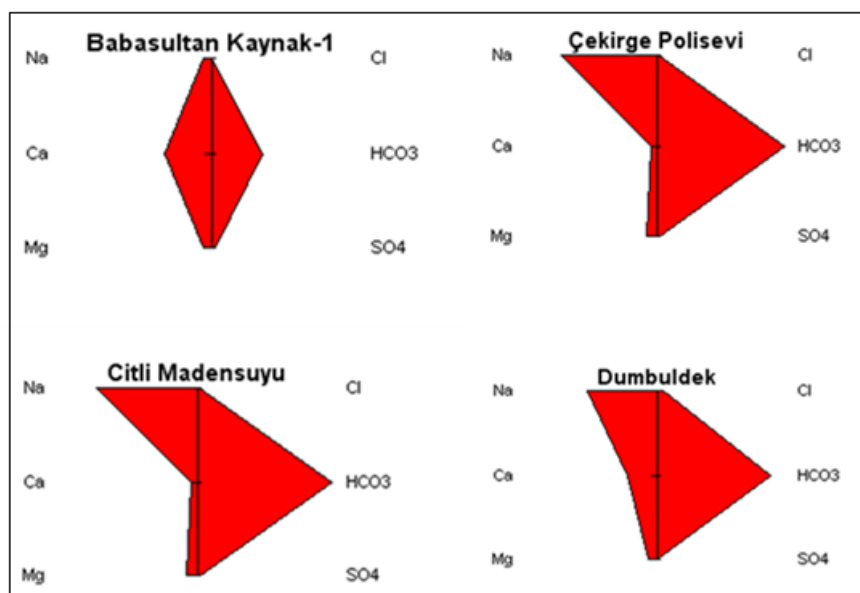 Babasultan Kaynak-1
Na
Cl
Ca
HCO3
Mg
SO4
Çekirge Polisevi
Na
Cl
Ca
HCO3
Mg
SO4
Citli Madensuyu
Na
Cl
Ca
HCO3
Mg
SO4
Dumbuldek
Na
Cl
Ca
HCO3
Mg
SO4